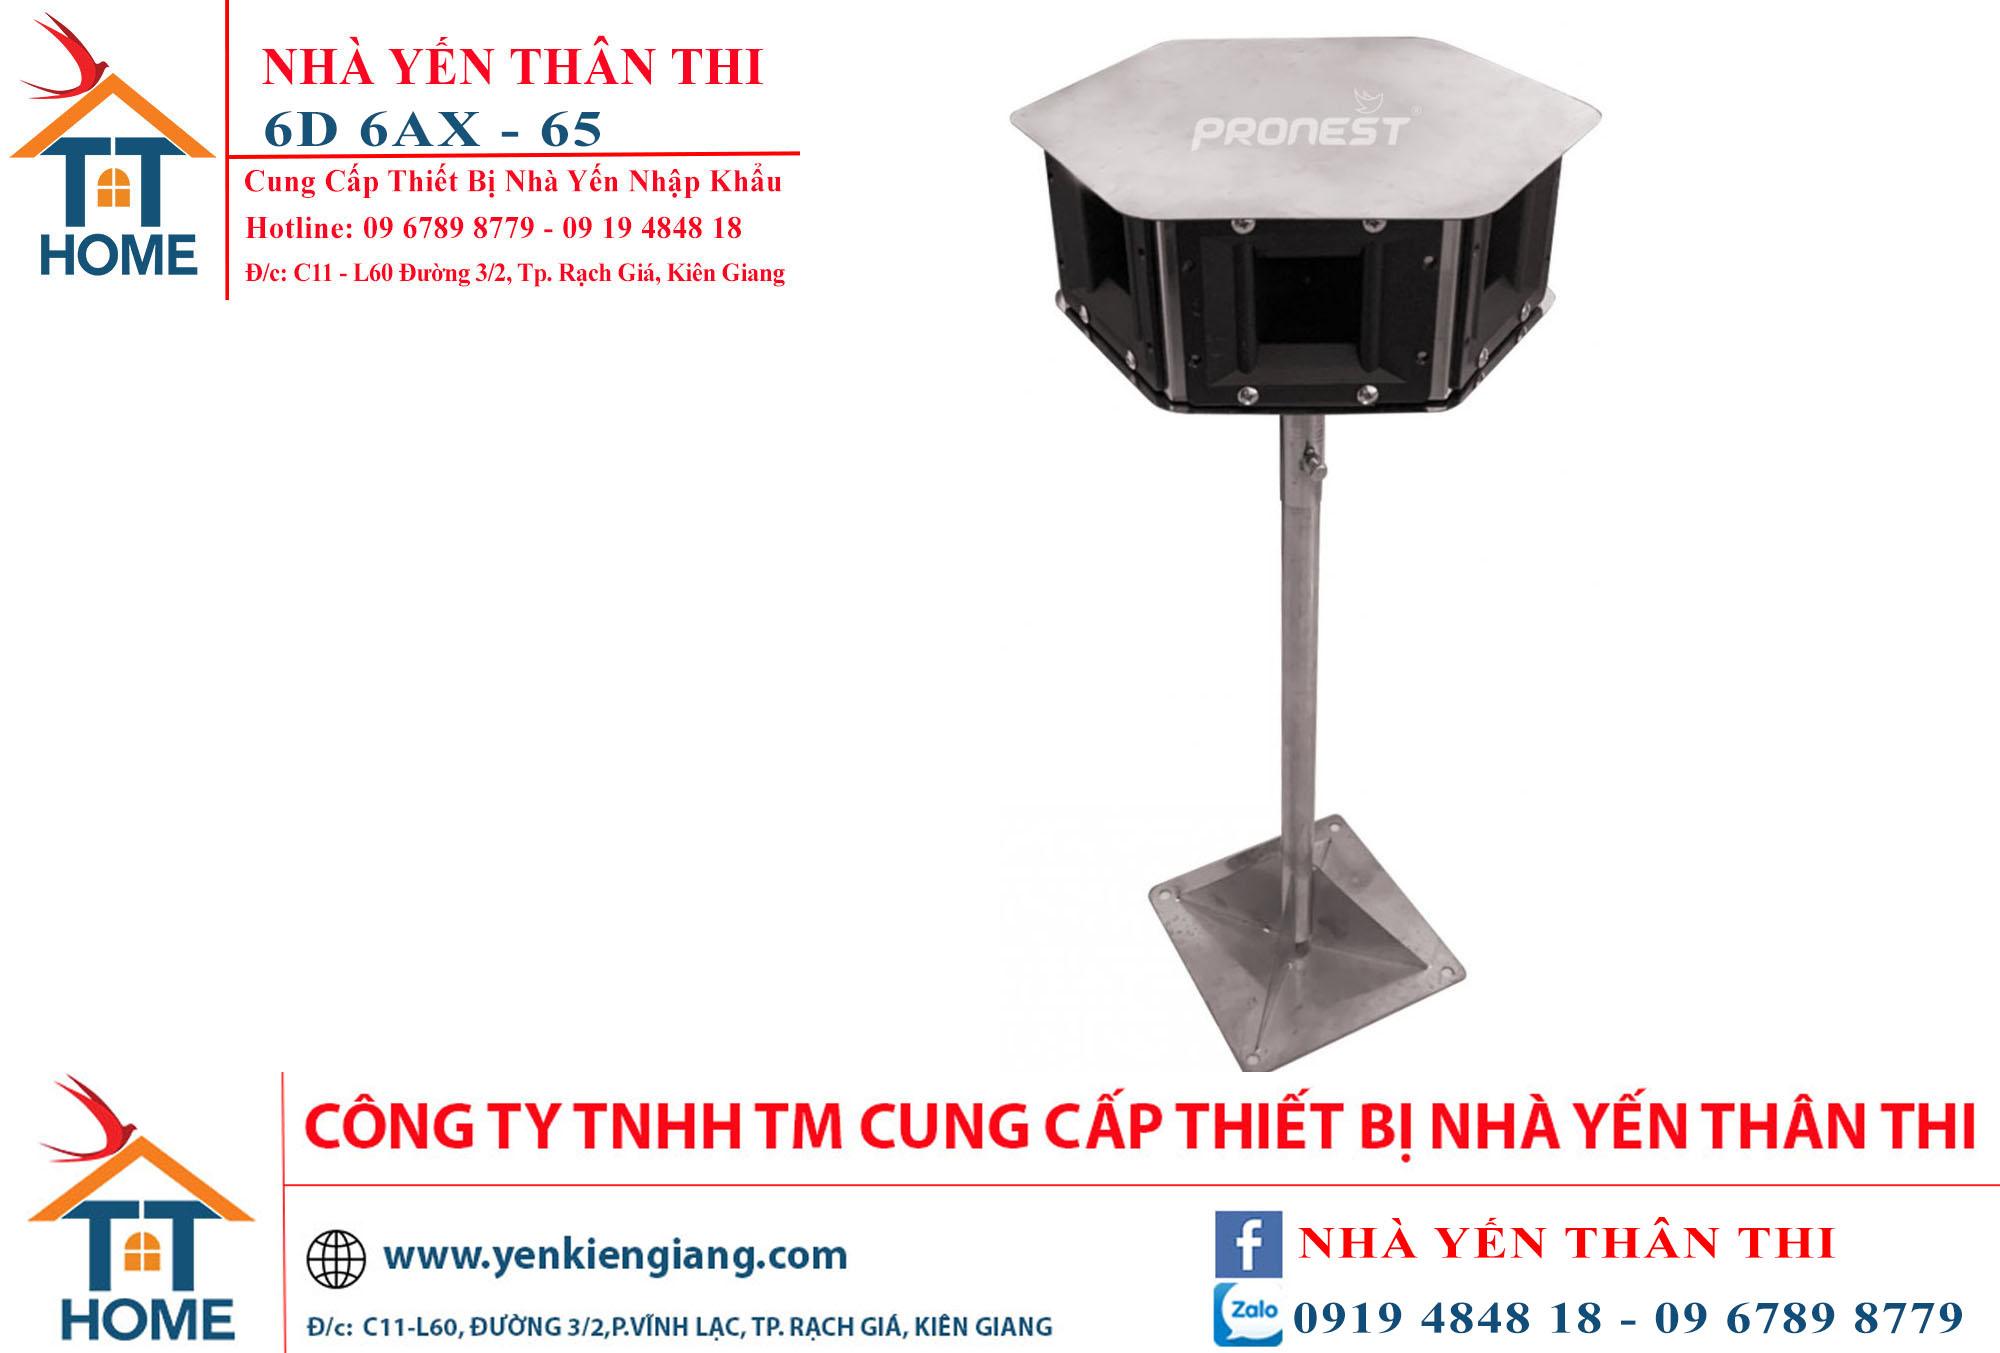 NHÀ YẾN THÂN THI
6D 6AX - 65
Cung Cấp Thiết Bị Nhà Yến Nhập Khẩu
Hotline: 09 6789 8779 - 09 19 4848 18
Đ/c: C11 - L60 Đường 3/2, Tp. Rạch Giá, Kiên Giang
TT
HOME
PRONEST®
CÔNG TY TNHH TM CUNG CẤP THIẾT BỊ NHÀ YẾN THÂN THI
TT
HOME
www.yenkiengiang.com
Đ/c: C11-L60, ĐƯỜNG 3/2,P.VĨNH LẠC, TP. RẠCH GIÁ, KIÊN GIANG
f NHÀ YẾN THÂN THI
Zalo 0919 4848 18 - 09 6789 8779